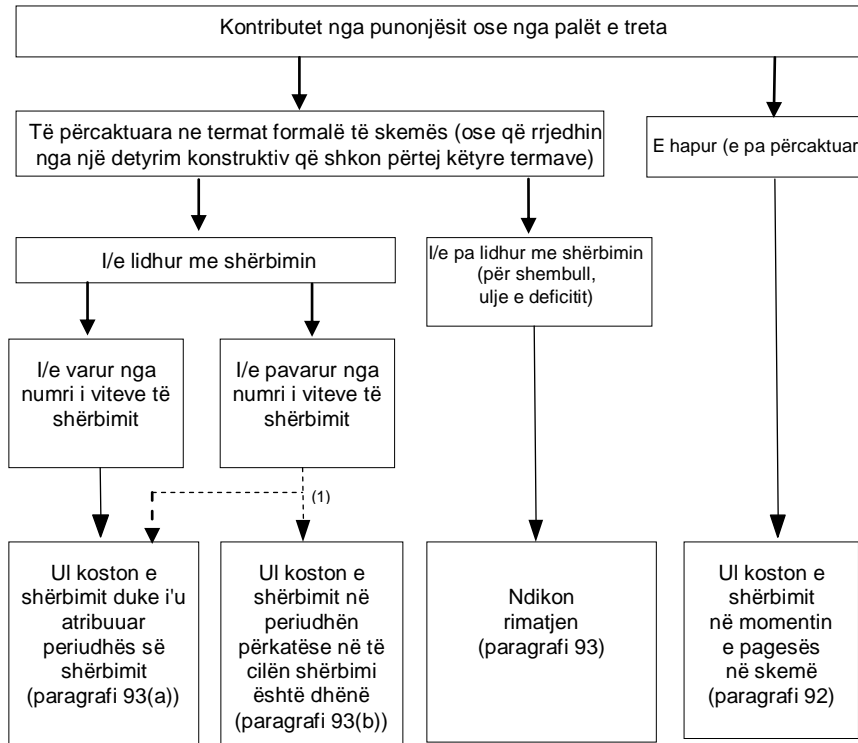 Kontributet nga punonjësit ose nga palët e treta
Të përcaktuara ne termat formalë të skemës (ose që rrjedhin
nga një detyrim konstruktiv që shkon përtej këtyre termave)
E hapur (e pa përcaktuar
I/e lidhur me shërbimin
I/e pa lidhur me shërbimin
(për shembull,
ulje e deficitit)
I/e varur nga
numri i viteve të
shërbimit
I/e pavarur nga
numri i viteve të
shërbimit
(1)
Ul koston e
shërbimit duke i'u
atribuuar
periudhës së
shërbimit
(paragrafi 93(a))
Ul koston e
shërbimit në
periudhën
përkatëse në të
cilën shërbimi
është dhënë
(paragrafi 93(b))
Ndikon
rimatjen
(paragrafi 93)
Ul koston e
shërbimit
në momentin
e pagesës
në skemë
(paragrafi 92)